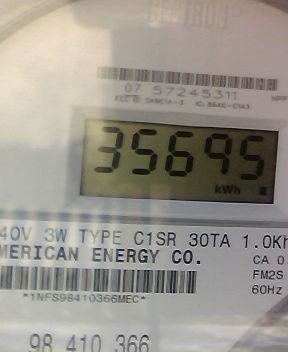 07 57245311
35695
kWh
40V 3W TYPE C1SR 30TA 1.0Kh
MERICAN ENERGY CO.
CA 0
FM2S
60Hz
*1NFS98410366MEC*
98 410 366